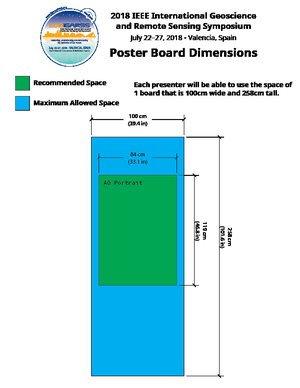 2018 IEEE International Geoscience
and Remote Sensing Symposium
July 22–27, 2018 • Valencia, Spain
Poster Board Dimensions
Recommended Space
Maximum Allowed Space
Each presenter will be able to use the space of
1 board that is 100cm wide and 258cm tall.
100 cm
(39.4 in)
84 cm
(33.1 in)
A0 Portrait
119 cm
(46.8 in)
258 cm
(101.6 in)